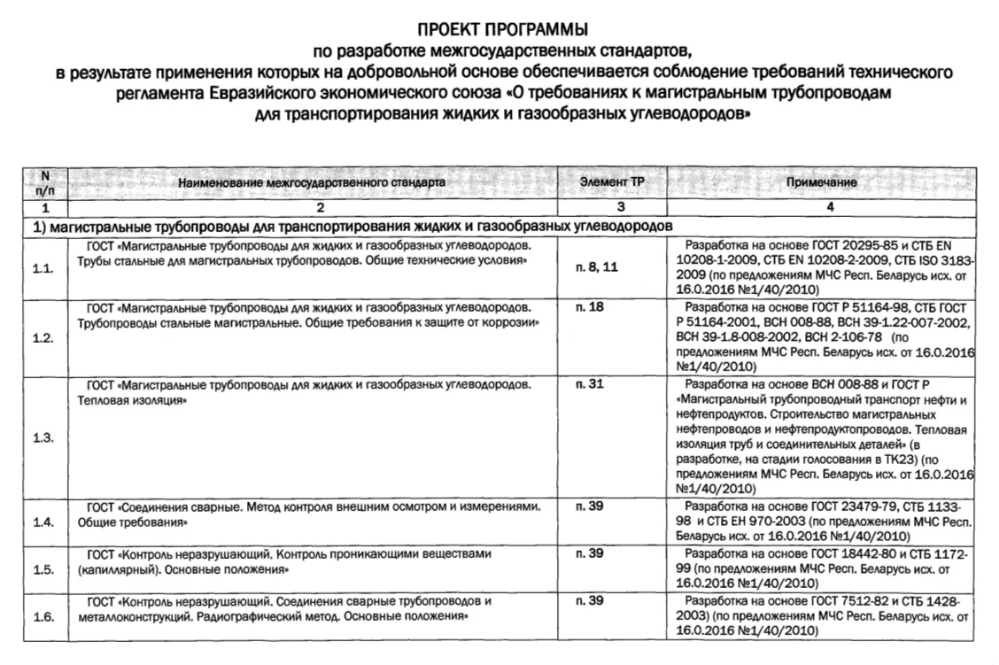 ПРОЕКТ ПРОГРАММЫ
по разработке межгосударственных стандартов,
в результате применения которых на добровольной основе обеспечивается соблюдение требований технического
регламента Евразийского экономического союза «О требованиях к магистральным трубопроводам
для транспортирования жидких и газообразных углеводородов»
N
п/п
Наименование межгосударственного стандарта
Элемент ТР
Примечание
1
2
3
4
1) магистральные трубопроводы для транспортирования жидких и газообразных углеводородов
1.1.
ГОСТ «Магистральные трубопроводы для жидких и газообразных углеводородов.
Трубы стальные для магистральных трубопроводов. Общие технические условия»
п. 8, 11
Разработка на основе ГОСТ 20295-85 и СТБ EN
10208-1-2009, СТБ EN 10208-2-2009, СТБ ISO 3183-
2009 (по предложениям МЧС Респ. Беларусь исх. от
16.0.2016 №1/40/2010)
1.2.
ГОСТ «Магистральные трубопроводы для жидких и газообразных углеводородов.
Трубопроводы стальные магистральные. Общие требования к защите от коррозии»
п. 18
Разработка на основе ГОСТ Р 51164-98, СТБ ГОСТ
Р 51164-2001, ВСН 008-88, ВСН 39-1.22-007-2002,
ВСН 39-1.8-008-2002, ВСН 2-106-78 (по
предложениям МЧС Респ. Беларусь исх. от 16.0.2016
№1/40/2010)
1.3.
ГОСТ «Магистральные трубопроводы для жидких и газообразных углеводородов.
Тепловая изоляция»
п. 31
Разработка на основе ВСН 008-88 и ГОСТ Р
«Магистральный трубопроводный транспорт нефти и
нефтепродуктов. Строительство магистральных
нефтепроводов и нефтепродуктопроводов. Тепловая
изоляция труб и соединительных деталей» (в
разработке, на стадии голосования в ТК23) (по
предложениям МЧС Респ. Беларусь исх. от 16.0.2016
№1/40/2010)
1.4.
ГОСТ «Соединения сварные. Метод контроля внешним осмотром и измерениями.
Общие требования»
п. 39
Разработка на основе ГОСТ 23479-79, СТБ 1133-
98 и СТБ ЕН 970-2003 (по предложениям МЧС Респ.
Беларусь исх. от 16.0.2016 №1/40/2010)
1.5.
ГОСТ «Контроль неразрушающий. Контроль проникающими веществами
(капиллярный). Основные положения»
п. 39
Разработка на основе ГОСТ 18442-80 и СТБ 1172-
99 (по предложениям МЧС Респ. Беларусь исх. от
16.0.2016 №1/40/2010)
1.6.
ГОСТ «Контроль неразрушающий. Соединения сварные трубопроводов и
металлоконструкций. Радиографический метод. Основные положения»
п. 39
Разработка на основе ГОСТ 7512-82 и СТБ 1428-
2003) (по предложениям МЧС Респ. Беларусь исх. от
16.0.2016 №1/40/2010)